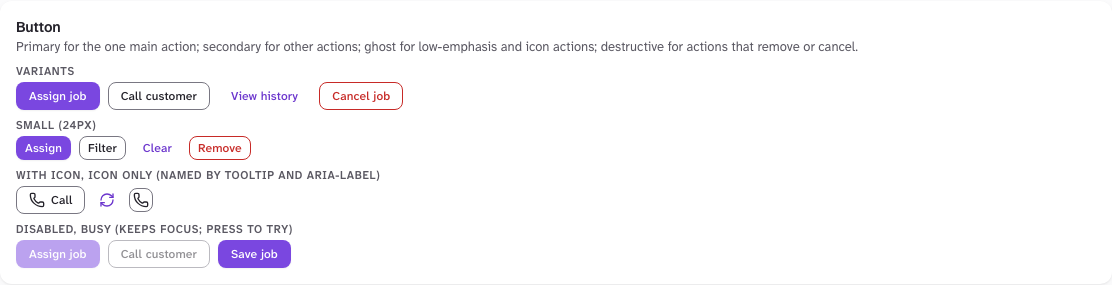 Button
Primary for the one main action; secondary for other actions; ghost for low-emphasis and icon actions; destructive for actions that remove or cancel.
VARIANTS
Assign job Call customer View history Cancel job
SMALL (24PX)
Assign Filter Clear Remove
WITH ICON, ICON ONLY (NAMED BY TOOLTIP AND ARIA-LABEL)
Call
DISABLED, BUSY (KEEPS FOCUS; PRESS TO TRY)
Assign job Call customer Save job